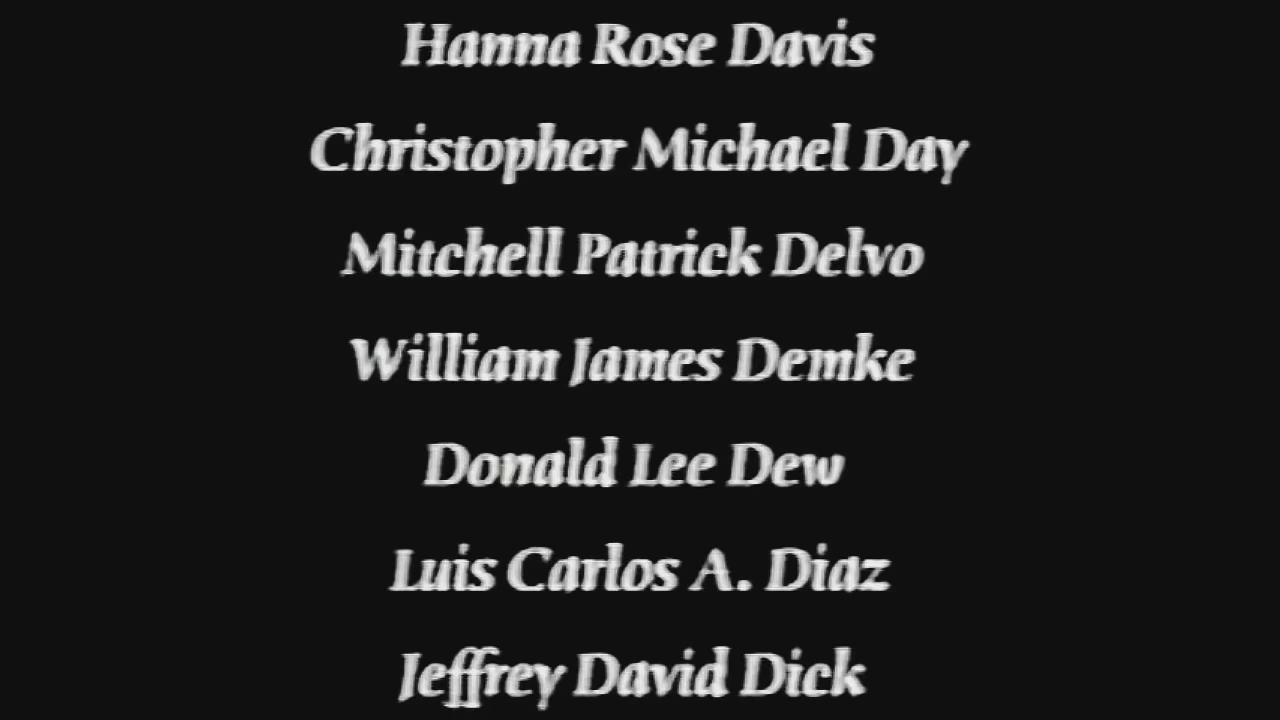 Hanna Rose Davis
Christopher Michael Day
Mitchell Patrick Delvo
William James Demke
Donald Lee Dew
Luis Carlos A. Diaz
Jeffrey David Dick